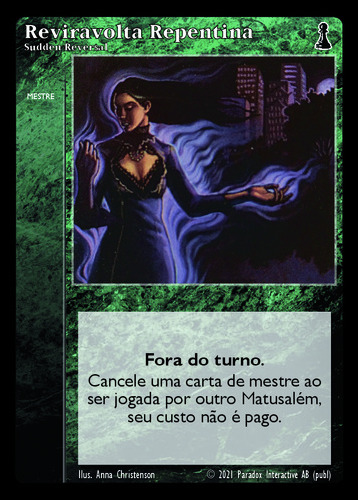 Reviravolta Repentina
Sudden Reversal
MESTRE
Fora do turno.
Cancele uma carta de mestre ao
ser jogada por outro Matusalém,
seu custo não é pago.
Ilus. Anna Christenson
© 2021 Paradox Interactive AB (publ)